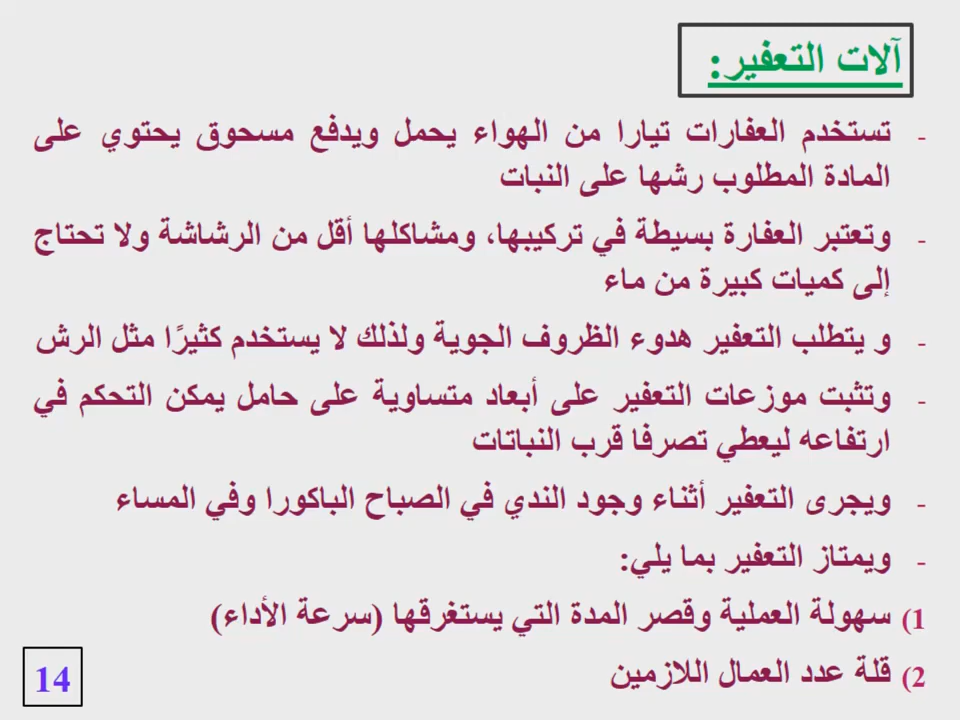 آلات التعفير:
- تستخدم العفارات تيارا من الهواء يحمل ويدفع مسحوق يحتوي على
المادة المطلوب رشها على النبات
- وتعتبر العفارة بسيطة في تركيبها، ومشاكلها أقل من الرشاشة ولا تحتاج
إلى كميات كبيرة من ماء
- و يتطلب التعفير هدوء الظروف الجوية ولذلك لا يستخدم كثيرًا مثل الرش
- وتثبت موزعات التعفير على أبعاد متساوية على حامل يمكن التحكم في
ارتفاعه ليعطي تصرفا قرب النباتات
- ويجرى التعفير أثناء وجود الندي في الصباح الباكورا وفي المساء
- ويمتاز التعفير بما يلي:
1) سهولة العملية وقصر المدة التي يستغرقها (سرعة الأداء)
2) قلة عدد العمال اللازمين
14